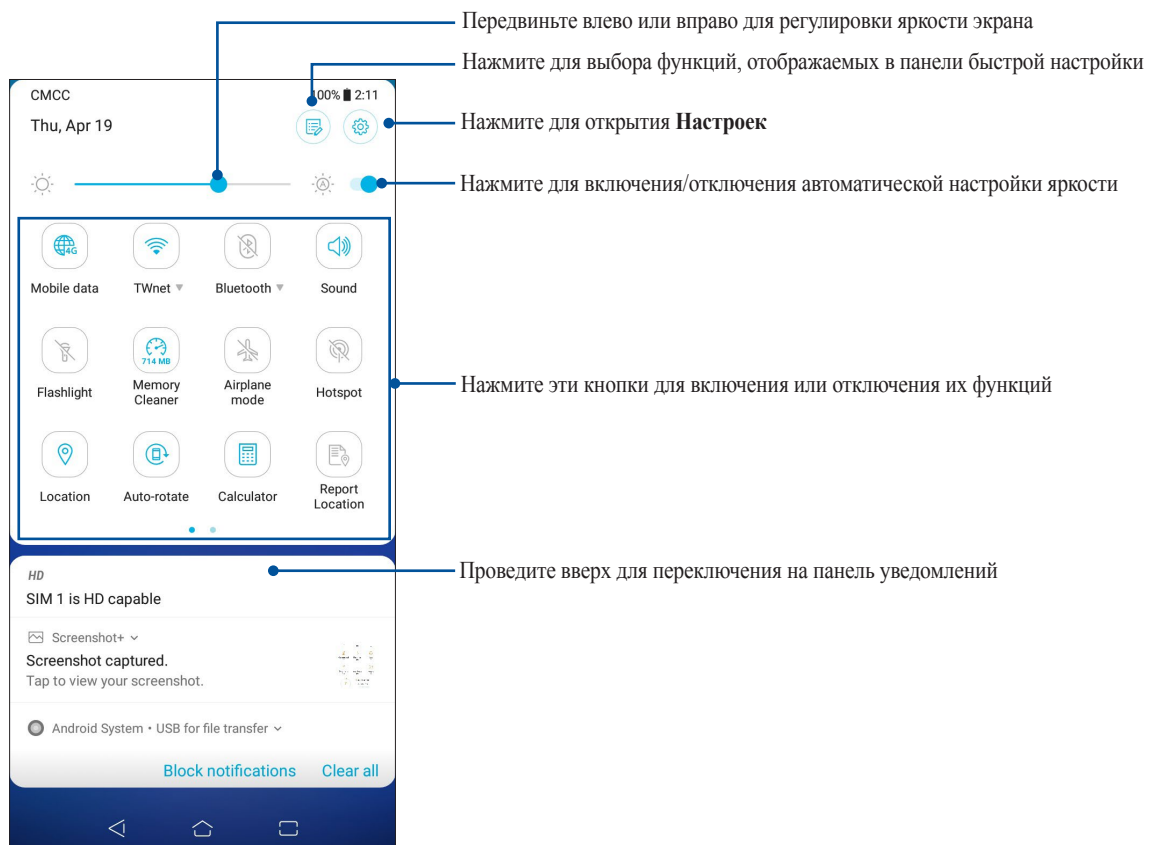 Передвиньте влево или вправо для регулировки яркости экрана
Нажмите для выбора функций, отображаемых в панели быстрой настройки
CMCC
100% 2:11
Thu, Apr 19
Нажмите для открытия Настроек
A
Нажмите для включения/отключения автоматической настройки яркости
4G
Mobile data
TWnet
Bluetooth
Sound
714 MB
Flashlight
Memory
Cleaner
Airplane
mode
Hotspot
Нажмите эти кнопки для включения или отключения их функций
Location
Auto-rotate
Calculator
Report
Location
Проведите вверх для переключения на панель уведомлений
HD
SIM 1 is HD capable
Screenshot+
Screenshot captured.
Tap to view your screenshot.
Android System • USB for file transfer
Block notifications
Clear all